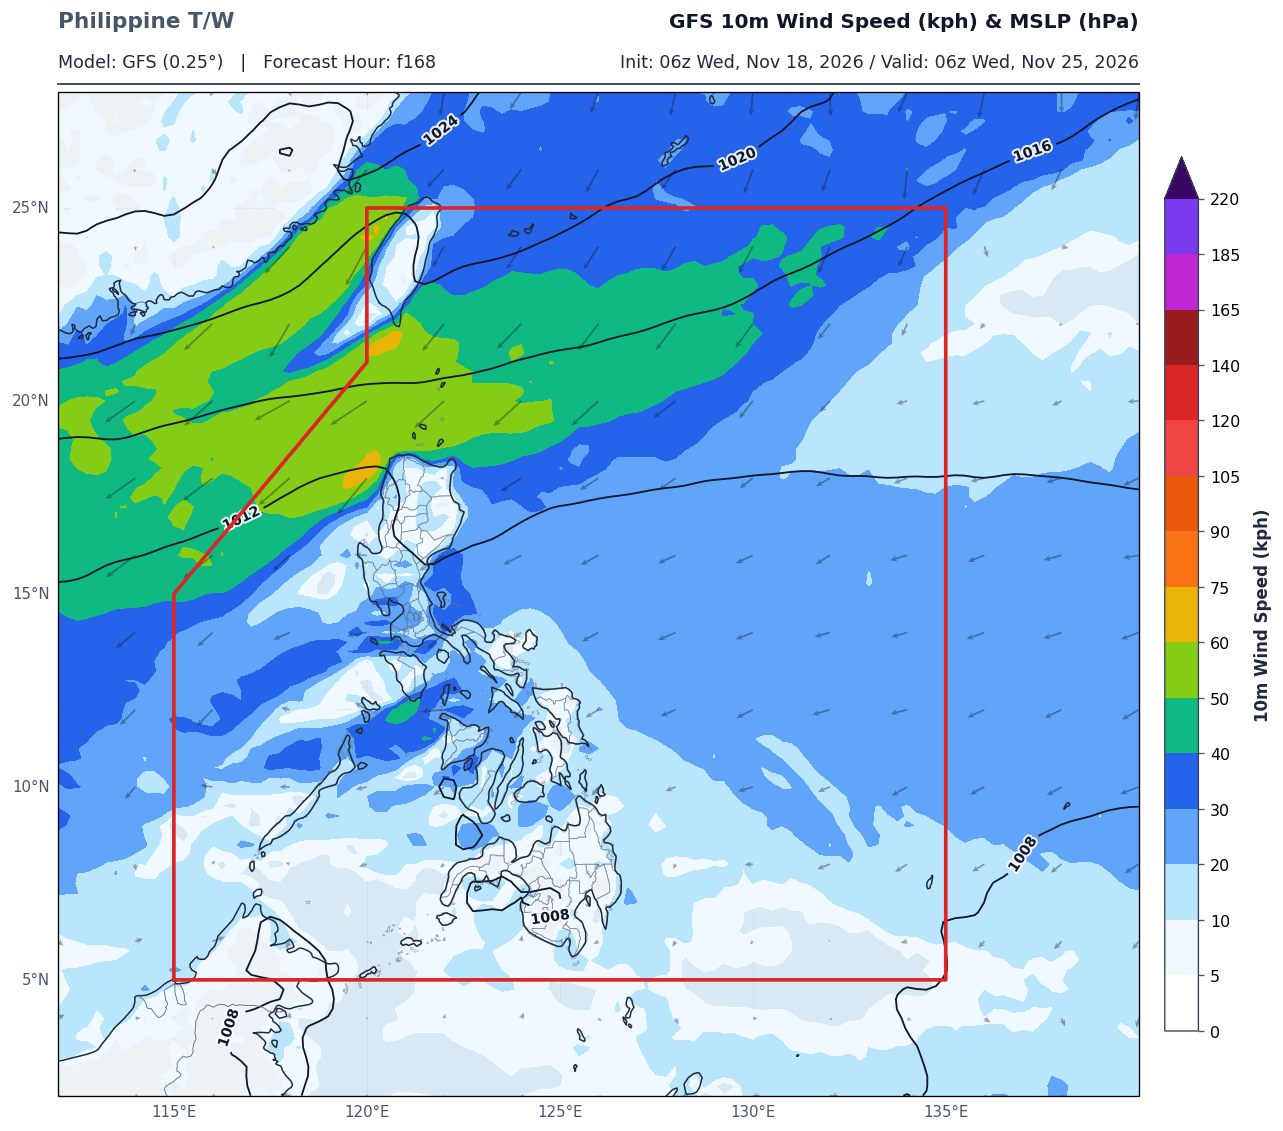 Philippine T/W
GFS 10m Wind Speed (kph) & MSLP (hPa)
Model: GFS (0.25°)   |   Forecast Hour: f168
Init: 06z Wed, Nov 18, 2026 / Valid: 06z Wed, Nov 25, 2026
1024
1020
1016
1012
1008
1008
1008
25°N
20°N
15°N
10°N
5°N
115°E
120°E
125°E
130°E
135°E
220
185
165
140
120
105
90
75
60
50
40
30
20
10
5
0
10m Wind Speed (kph)